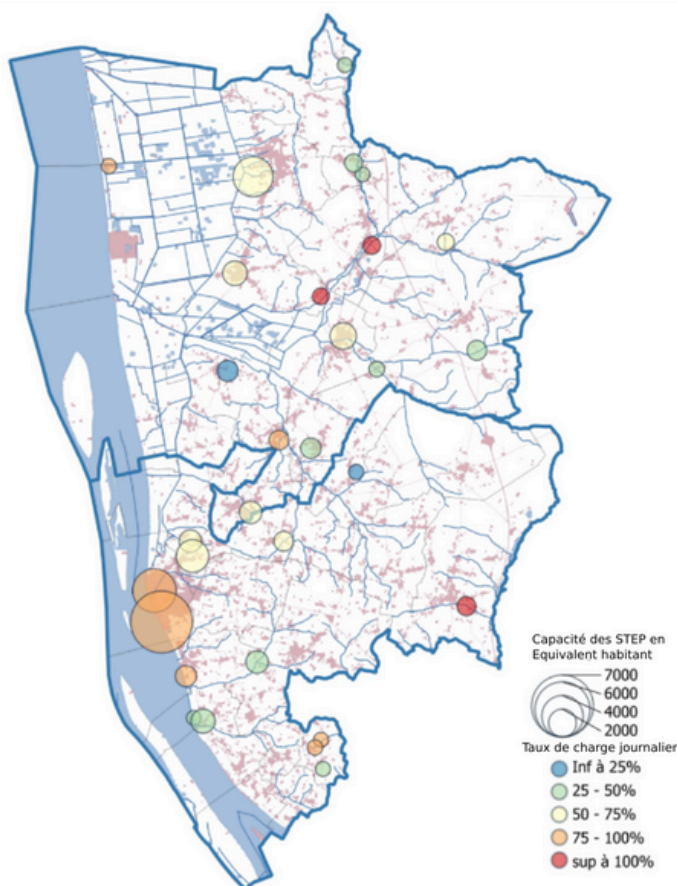 Capacité des STEP en
Equivalent habitant
7000
6000
4000
2000
Taux de charge journalier
Inf à 25%
25 - 50%
50 - 75%
75 - 100%
sup à 100%